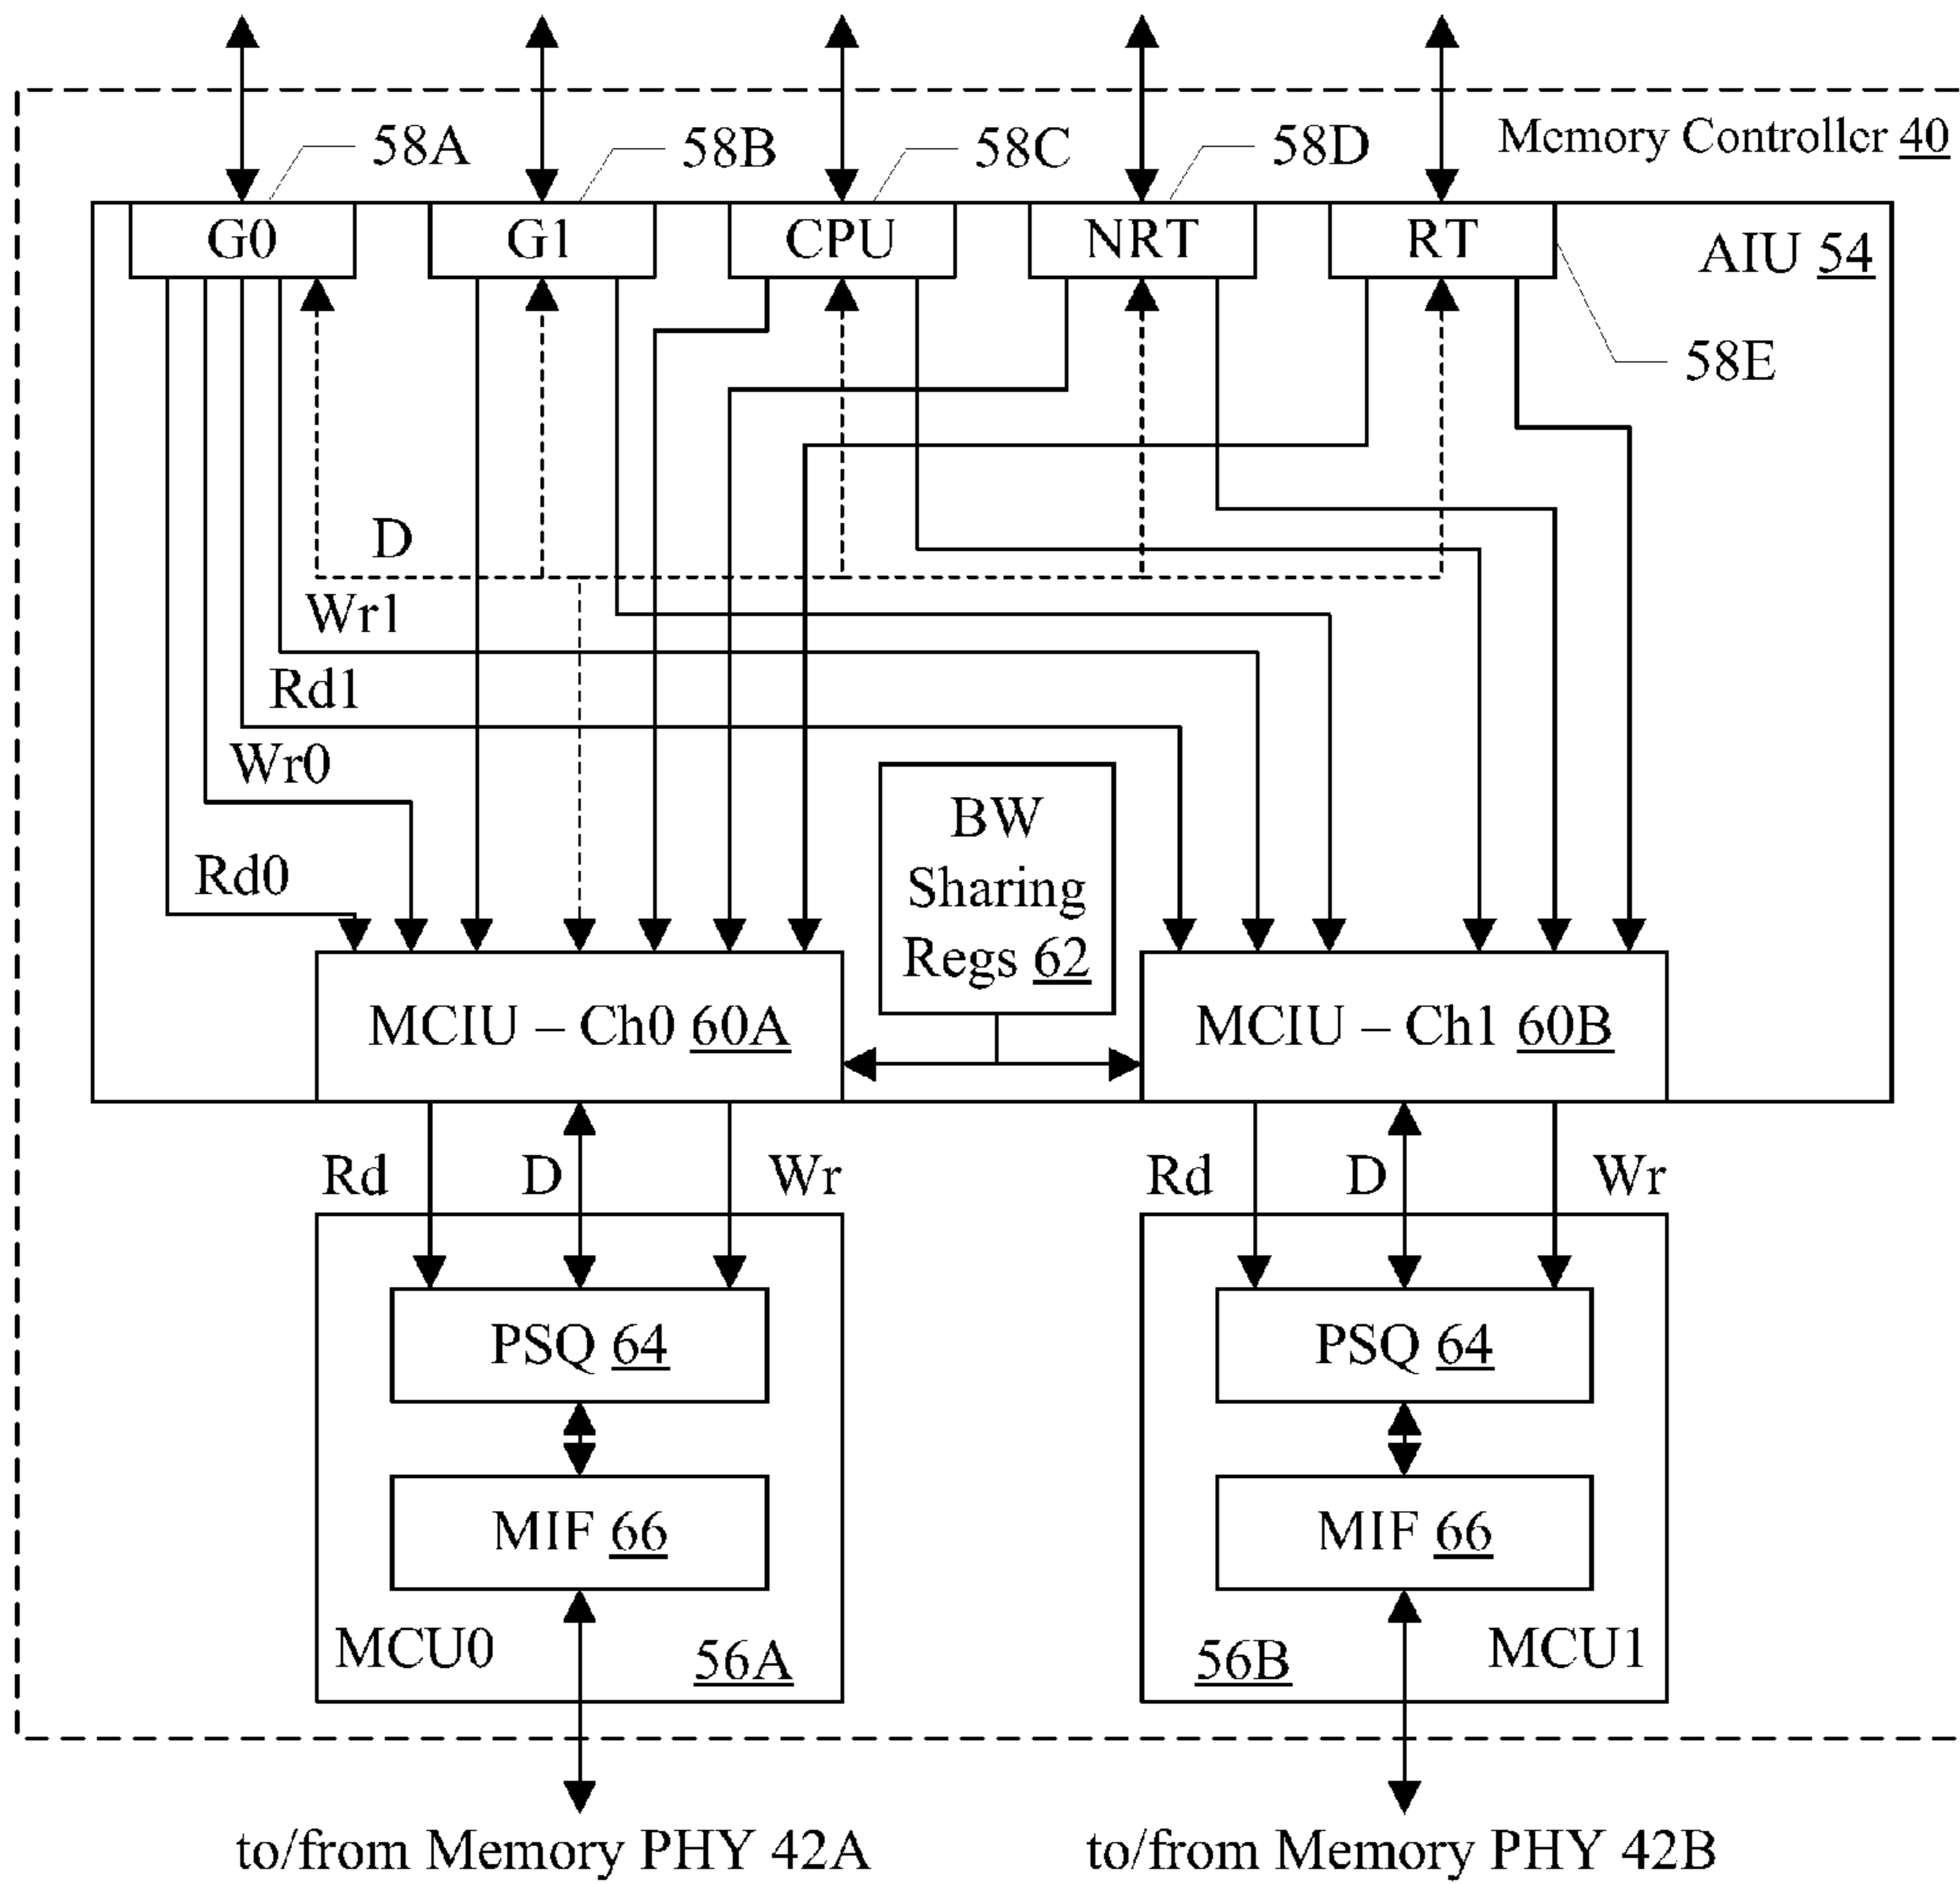 58A
58B
58C
58D
Memory Controller 40
G0
G1
CPU
NRT
RT
AIU 54
58E
D
Wr1
Rd1
Wr0
Rd0
BW
Sharing
Regs 62
MCIU – Ch0 60A
MCIU – Ch1 60B
Rd
D
Wr
Rd
D
Wr
PSQ 64
PSQ 64
MIF 66
MIF 66
MCU0
56A
56B
MCU1
to/from Memory PHY 42A
to/from Memory PHY 42B